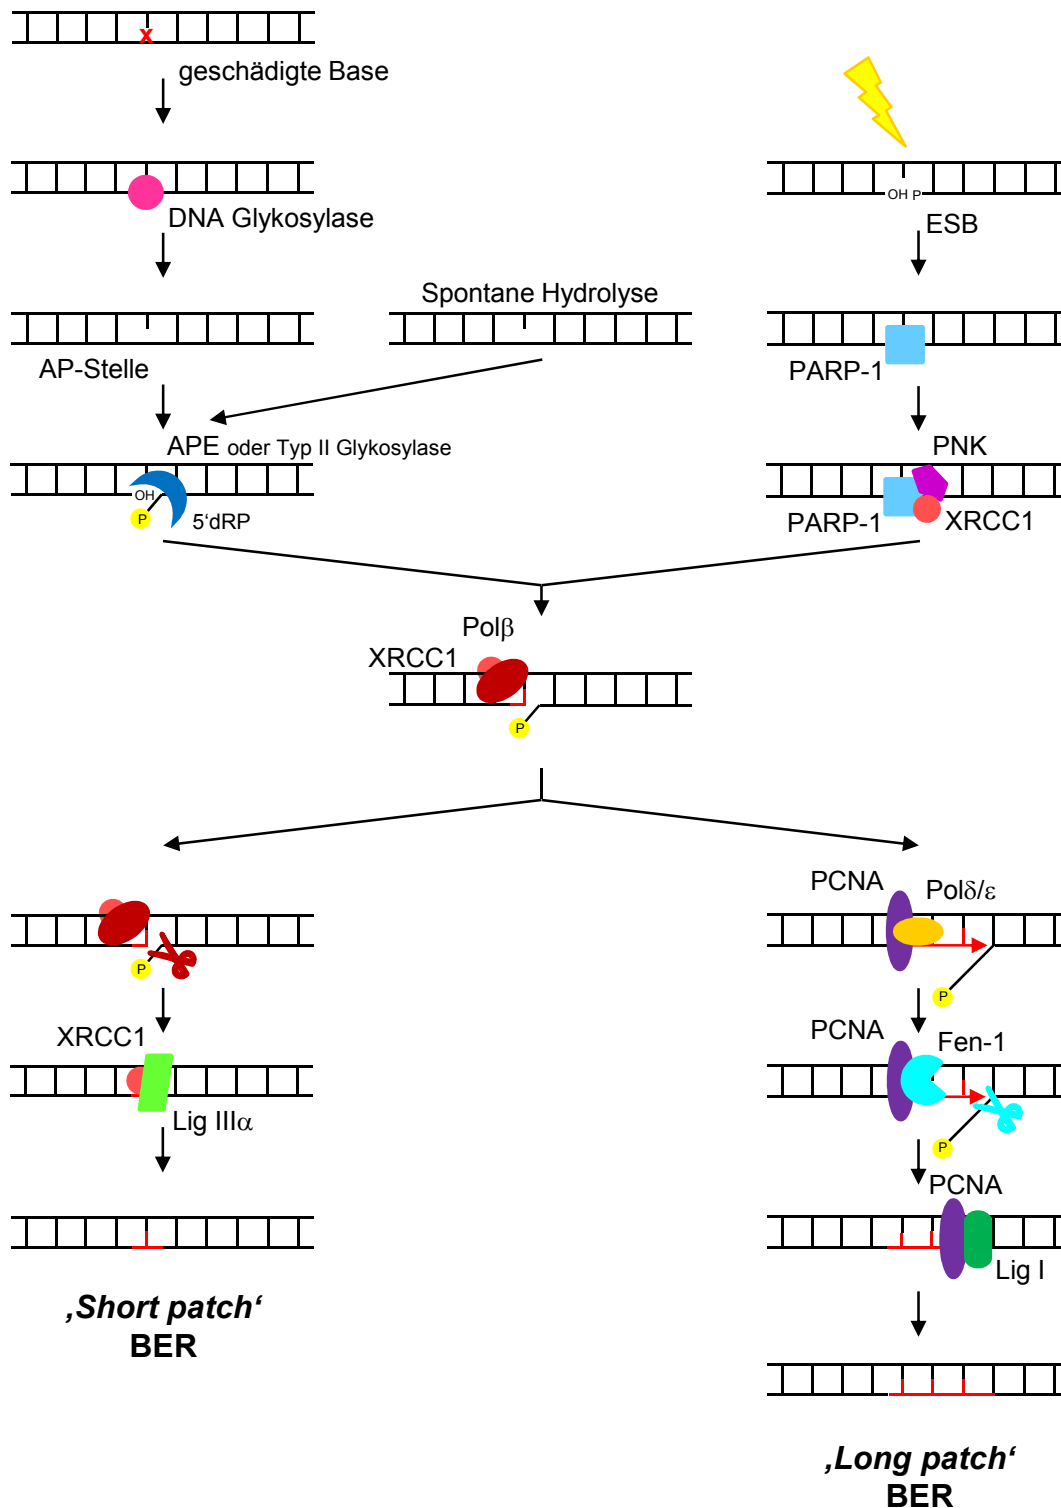 x
geschädigte Base
DNA Glykosylase
OH P
ESB
Spontane Hydrolyse
AP-Stelle
PARP-1
APE oder Typ II Glykosylase
OH
P
5‘dRP
PNK
PARP-1
XRCC1
Polβ
XRCC1
P
P
PCNA
Polδ/ε
P
XRCC1
Lig IIIα
PCNA
Fen-1
P
PCNA
Lig I
‚Short patch‘
BER
‚Long patch‘
BER